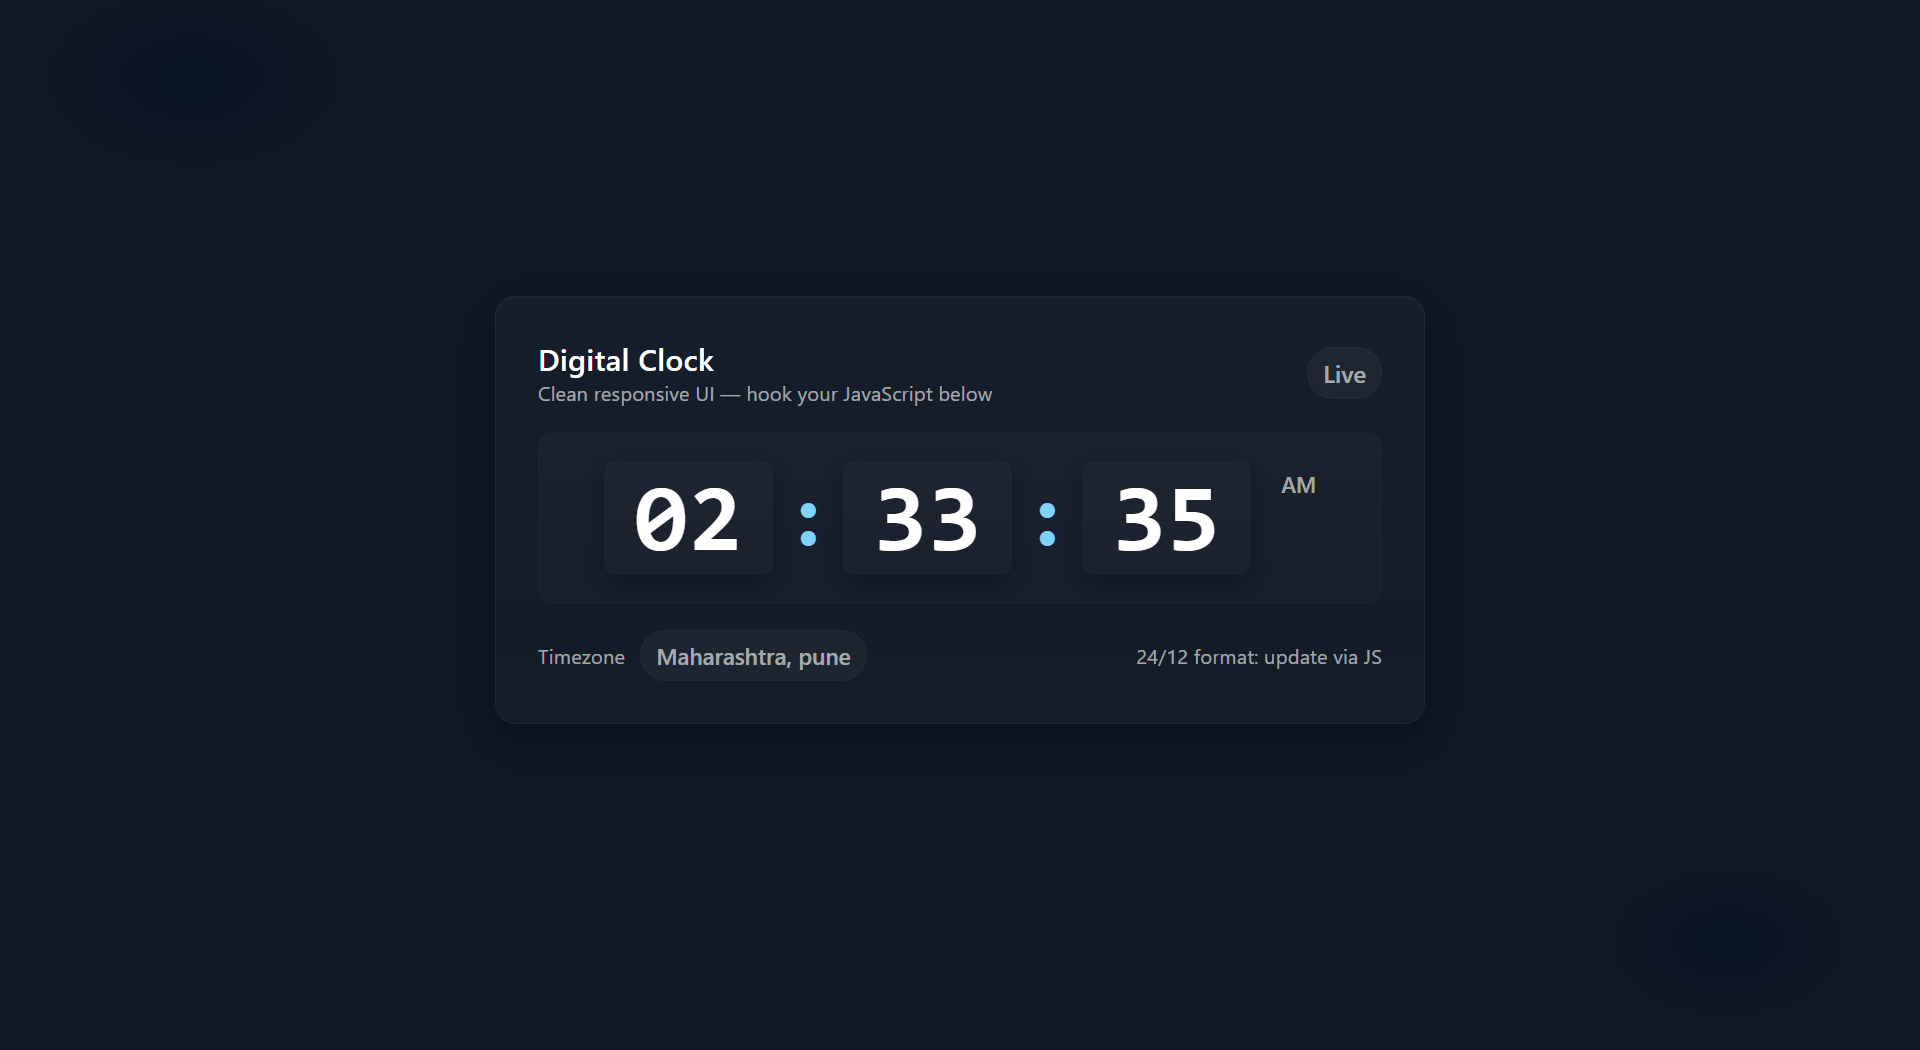 Digital Clock
Clean responsive UI — hook your JavaScript below
Live
02 : 33 : 35 AM
Timezone Maharashtra, pune
24/12 format: update via JS